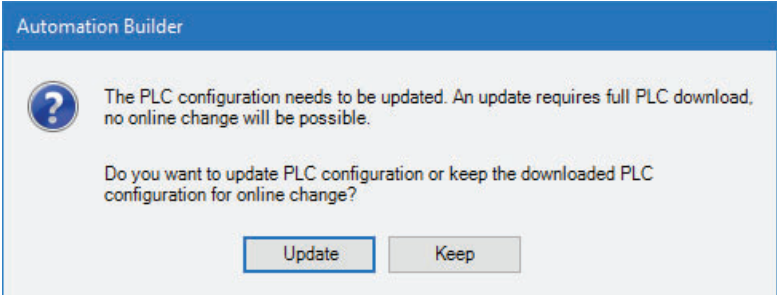 Automation Builder
The PLC configuration needs to be updated. An update requires full PLC download,
no online change will be possible.
Do you want to update PLC configuration or keep the downloaded PLC
configuration for online change?
Update
Keep